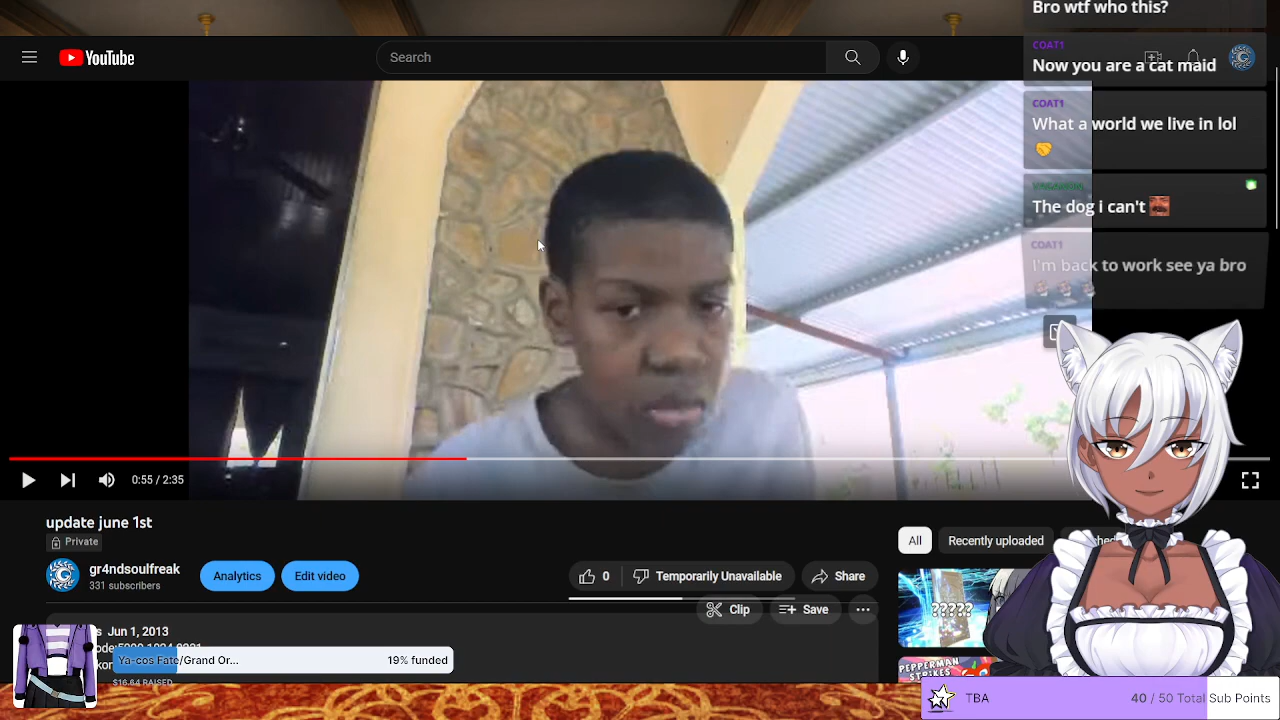 Bro wtf who this?
YouTube
Search
COAT1
Now you are a cat maid
COAT1
What a world we live in lol
The dog i can't
COAT1
I'm back to work see ya bro
0:55 / 2:35
update june 1st
Private
gr4ndsoulfreak
331 subscribers
Analytics
Edit video
0
Temporarily Unavailable
Share
Clip
Save
All
Recently uploaded
?????
PEPPERMAN
STRIKES
Jun 1, 2013
Ya-cos Fate/Grand Or...
19% funded
$16.64 RAISED
TBA
40 / 50 Total Sub Points